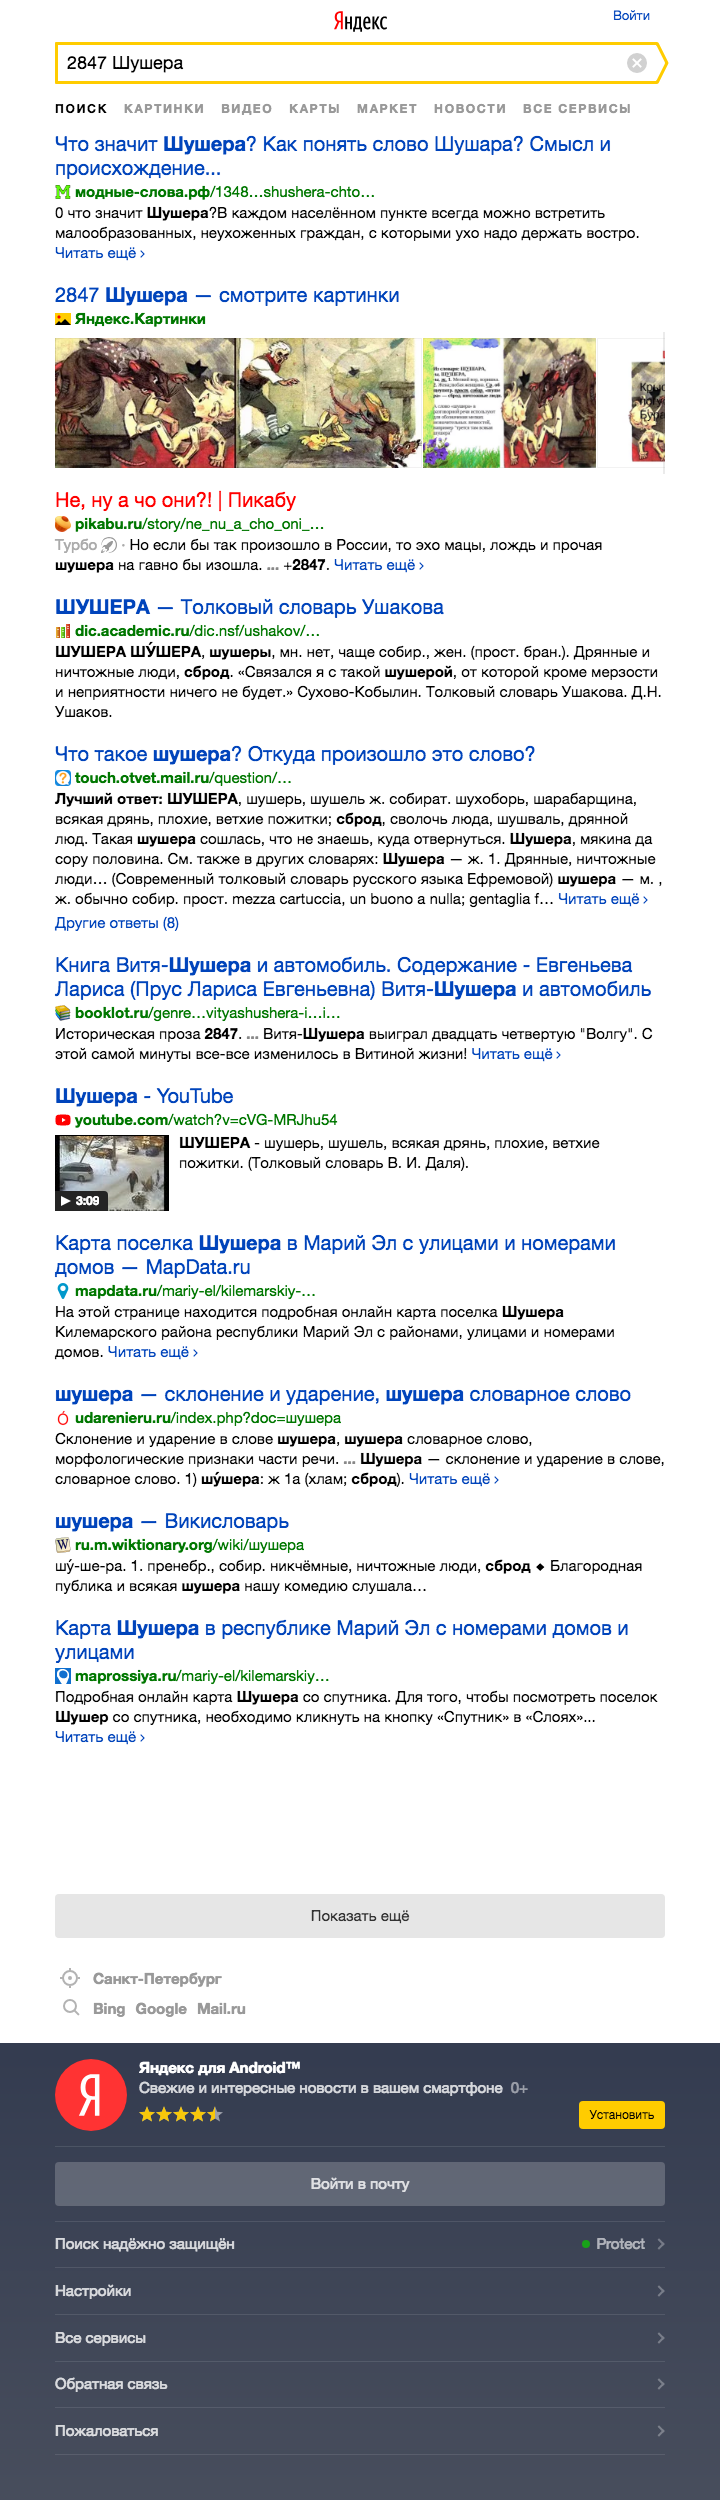 Яндекс
Войти
2847 Шушера
ПОИСК КАРТИНКИ ВИДЕО КАРТЫ МАРКЕТ НОВОСТИ ВСЕ СЕРВИСЫ
Что значит Шушера? Как понять слово Шушара? Смысл и
происхождение...
модные-слова.рф/1348...shushera-chto...
0 что значит Шушера?В каждом населённом пункте всегда можно встретить
малообразованных, неухоженных граждан, с которыми ухо надо держать востро.
Читать ещё ›
2847 Шушера — смотрите картинки
Яндекс.Картинки
Не, ну а чо они?! | Пикабу
pikabu.ru/story/ne_nu_a_cho_oni_...
Турбо · Но если бы так произошло в России, то эхо мацы, лождь и прочая
шушера на гавно бы изошла. ... +2847. Читать ещё ›
ШУШЕРА — Толковый словарь Ушакова
dic.academic.ru/dic.nsf/ushakov/...
ШУШЕРА ШУ́ШЕРА, шушеры, мн. нет, чаще собир., жен. (прост. бран.). Дрянные и
ничтожные люди, сброд. «Связался я с такой шушерой, от которой кроме мерзости
и неприятности ничего не будет.» Сухово-Кобылин. Толковый словарь Ушакова. Д.Н.
Ушаков.
Что такое шушера? Откуда произошло это слово?
touch.otvet.mail.ru/question/...
Лучший ответ: ШУШЕРА, шушерь, шушель ж. собират. шухоборь, шарабарщина,
всякая дрянь, плохие, ветхие пожитки; сброд, сволочь люда, шушваль, дрянной
люд. Такая шушера сошлась, что не знаешь, куда отвернуться. Шушера, мякина да
сору половина. См. также в других словарях: Шушера — ж. 1. Дрянные, ничтожные
люди... (Современный толковый словарь русского языка Ефремовой) шушера — м. ,
ж. обычно собир. прост. mezza cartuccia, un buono a nulla; gentaglia f... Читать ещё ›
Другие ответы (8)
Книга Витя-Шушера и автомобиль. Содержание - Евгеньева
Лариса (Прус Лариса Евгеньевна) Витя-Шушера и автомобиль
booklot.ru/genre...vityashushera-i...i...
Историческая проза 2847. ... Витя-Шушера выиграл двадцать четвертую "Волгу". С
этой самой минуты все-все изменилось в Витиной жизни! Читать ещё ›
Шушера - YouTube
youtube.com/watch?v=cVG-MRJhu54
ШУШЕРА - шушерь, шушель, всякая дрянь, плохие, ветхие
пожитки. (Толковый словарь В. И. Даля).
3:09
Карта поселка Шушера в Марий Эл с улицами и номерами
домов — MapData.ru
mapdata.ru/mariy-el/kilemarskiy-...
На этой странице находится подробная онлайн карта поселка Шушера
Килемарского района республики Марий Эл с районами, улицами и номерами
домов. Читать ещё ›
шушера — склонение и ударение, шушера словарное слово
udarenieru.ru/index.php?doc=шушера
Склонение и ударение в слове шушера, шушера словарное слово,
морфологические признаки части речи. ... Шушера — склонение и ударение в слове,
словарное слово. 1) шу́шера: ж 1а (хлам; сброд). Читать ещё ›
шушера — Викисловарь
ru.m.wiktionary.org/wiki/шушера
шу́-ше-ра. 1. пренебр., собир. никчёмные, ничтожные люди, сброд ◆ Благородная
публика и всякая шушера нашу комедию слушала...
Карта Шушера в республике Марий Эл с номерами домов и
улицами
maprossiya.ru/mariy-el/kilemarskiy...
Подробная онлайн карта Шушера со спутника. Для того, чтобы посмотреть поселок
Шушер со спутника, необходимо кликнуть на кнопку «Спутник» в «Слоях»...
Читать ещё ›
Показать ещё
Санкт-Петербург
Bing Google Mail.ru
Я
Яндекс для Android™
Свежие и интересные новости в вашем смартфоне 0+
Установить
Войти в почту
Поиск надёжно защищён
Protect
Настройки
Все сервисы
Обратная связь
Пожаловаться